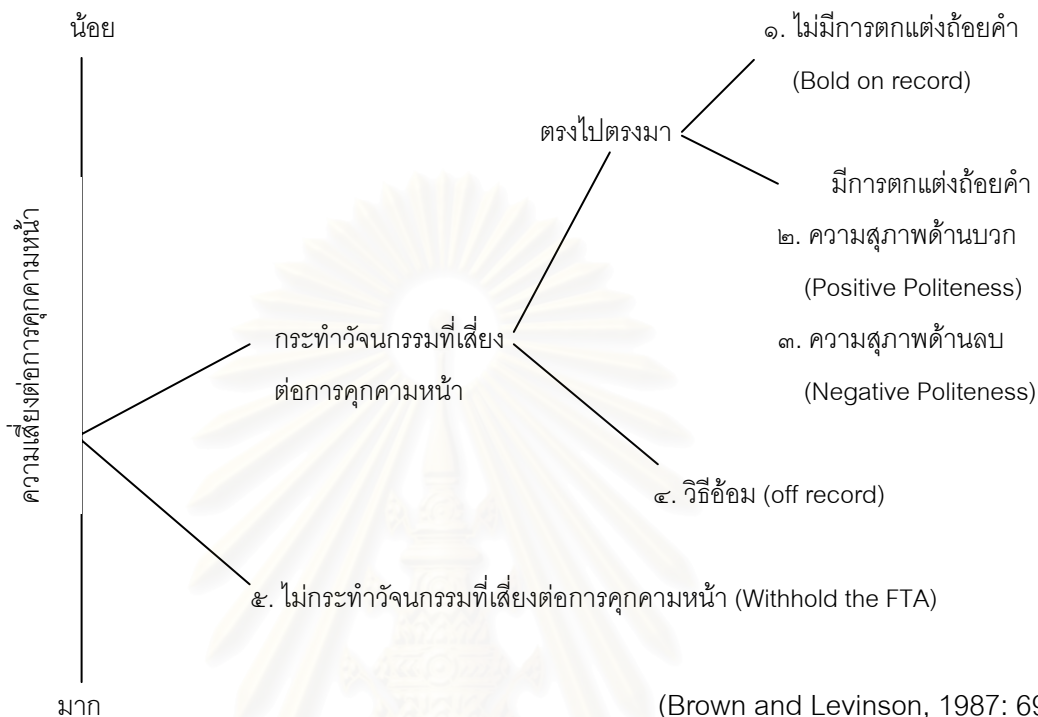 น้อย
๑. ไม่มีการตกแต่งถ้อยคำ
(Bold on record)
ตรงไปตรงมา
มีการตกแต่งถ้อยคำ
๒. ความสุภาพด้านบวก
(Positive Politeness)
๓. ความสุภาพด้านลบ
(Negative Politeness)
ความเสี่ยงต่อการคุกคามหน้า
กระทำวัจนกรรมที่เสี่ยง
ต่อการคุกคามหน้า
๔. วิธีอ้อม (off record)
๕. ไม่กระทำวัจนกรรมที่เสี่ยงต่อการคุกคามหน้า (Withhold the FTA)
มาก
(Brown and Levinson, 1987: 69